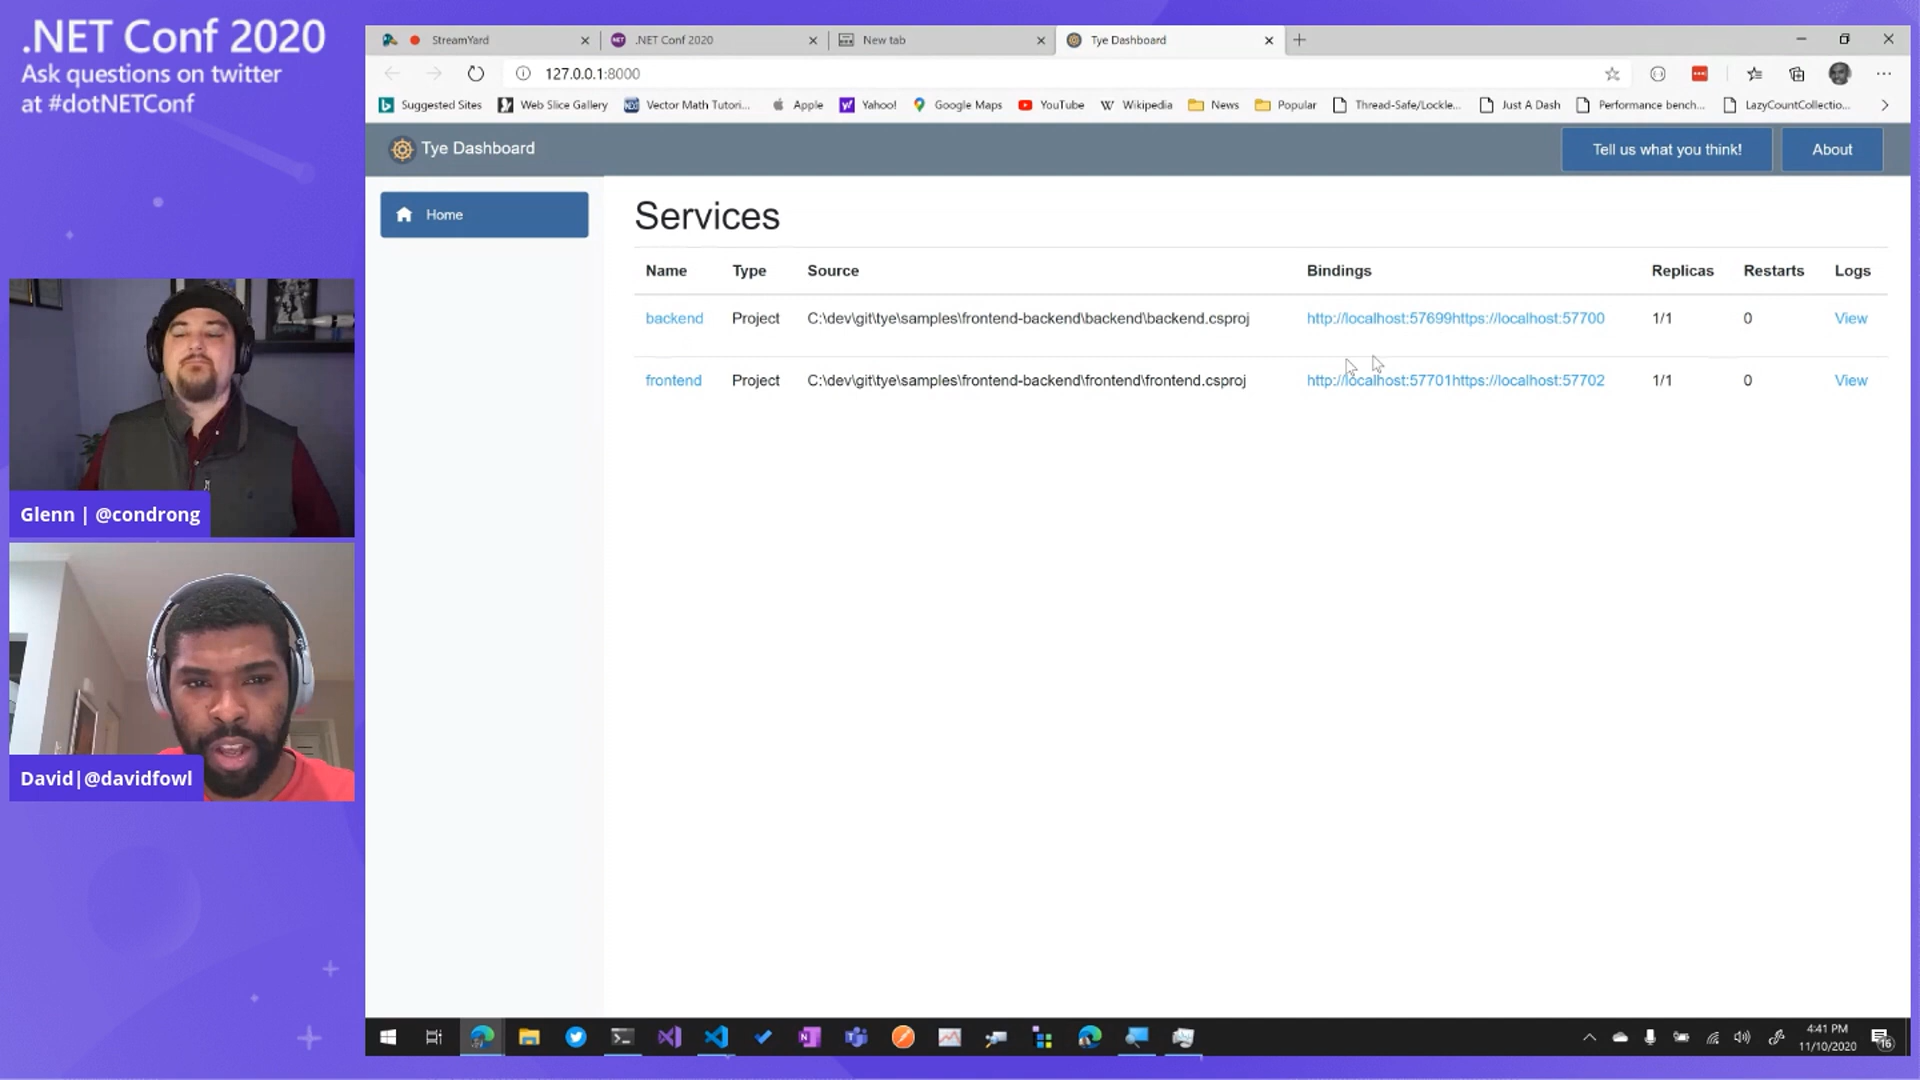 .NET Conf 2020
Ask questions on twitter
at #dotNETConf
StreamYard
.NET Conf 2020
New tab
Tye Dashboard
127.0.0.1:8000
Suggested Sites
Web Slice Gallery
Vector Math Tutori...
Apple
Yahoo!
Google Maps
YouTube
Wikipedia
News
Popular
Thread-Safe/Lockle...
Just A Dash
Performance bench...
LazyCountCollectio...
Tye Dashboard
Tell us what you think!
About
Home
Services
Name Type Source Bindings Replicas Restarts Logs
backend Project C:\dev\git\tye\samples\frontend-backend\backend\backend.csproj http://localhost:57699https://localhost:57700 1/1 0 View
frontend Project C:\dev\git\tye\samples\frontend-backend\frontend\frontend.csproj http://localhost:57701https://localhost:57702 1/1 0 View
Glenn | @condrong
David|@davidfowl
4:41 PM
11/10/2020
16